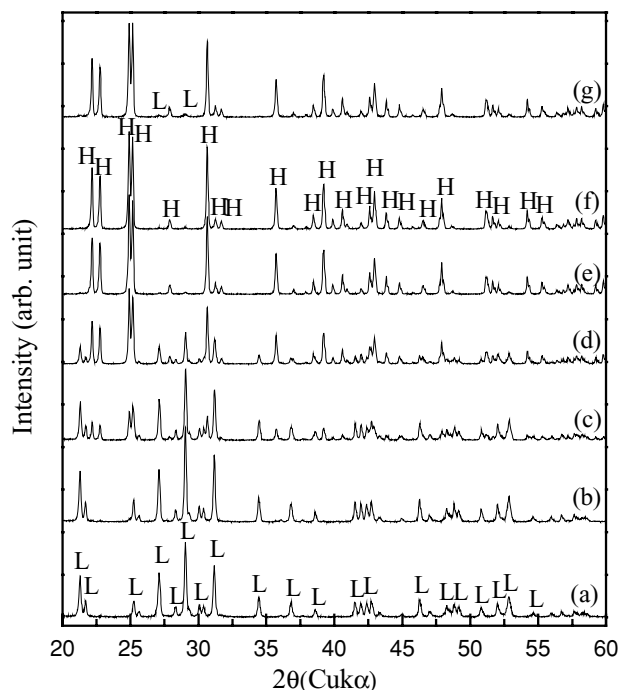 L L (g)
H H H H H H H H H H H H H H H H H H H H (f)
(e)
(d)
(c)
(b)
L L L L L L L L L L L L L L L L L L (a)
20 25 30 35 40 45 50 55 60
2θ(Cukα)
Intensity (arb. unit)